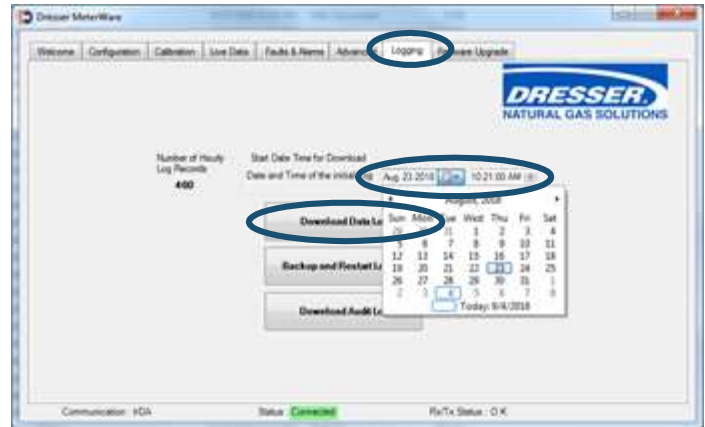 Dresser MeterWare
Welcome Configuration Calibration Live Data Faults & Alarms Advanced Logging Firmware Upgrade
DRESSER
NATURAL GAS SOLUTIONS
Number of Hourly
Log Records
Start Date Time for Download
Date and Time of the initial
Aug 23 2018 10:21:00 AM
August, 2018
Sun Mon Tue Wed Thu Fri Sat
29 30 31 1 2 3 4
5 6 7 8 9 10 11
12 13 14 15 16 17 18
19 20 21 22 23 24 25
26 27 28 29 30 31 1
2 3 4 5 6 7 8
Today: 9/4/2018
Download Data Lo
Backup and Restart Lo
Download Audit Lo
Communication : IrDA Status : Connected Rx/Tx Status : O K